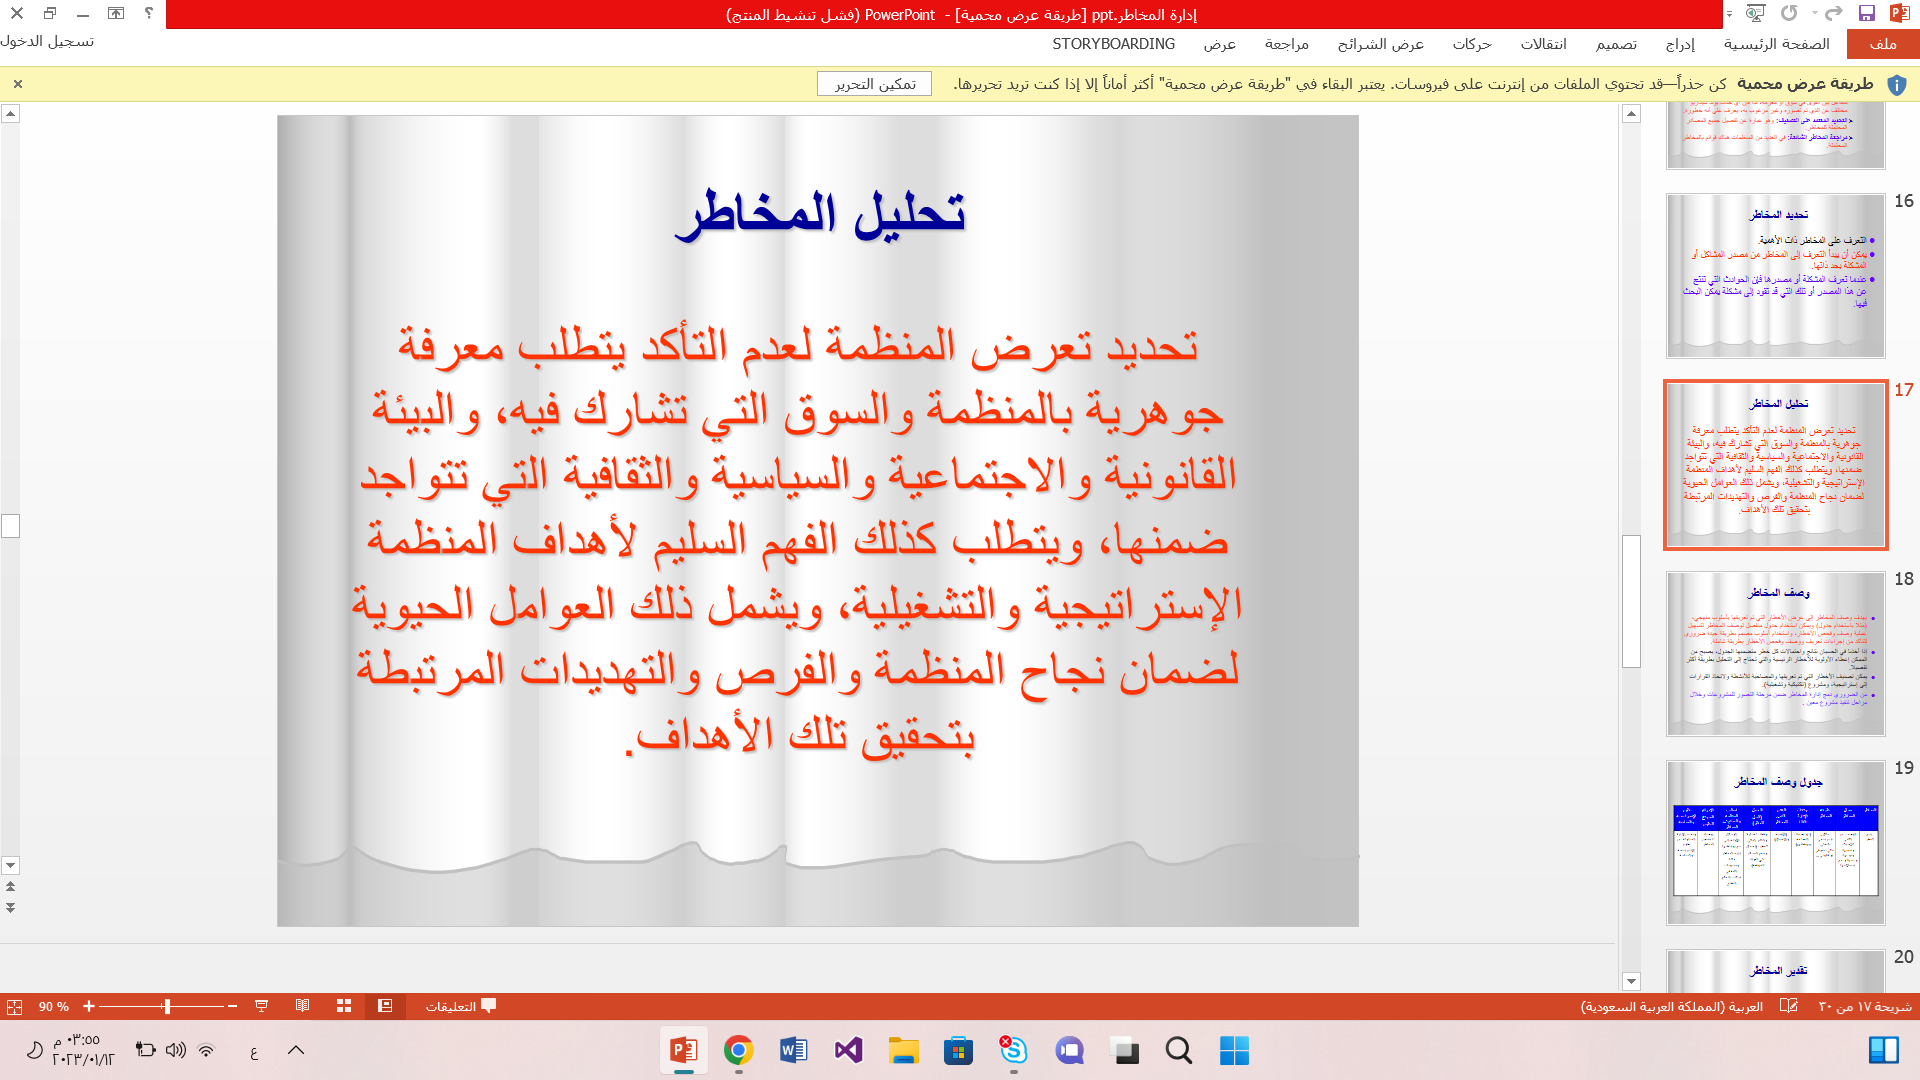 إدارة المخاطر.ppt [طريقة عرض محمية] - PowerPoint (فشل تنشيط المنتج)
ملف
الصفحة الرئيسية
إدراج
تصميم
انتقالات
حركات
عرض الشرائح
مراجعة
عرض
STORYBOARDING
تسجيل الدخول
طريقة عرض محمية كن حذراً—قد تحتوي الملفات من إنترنت على فيروسات. يعتبر البقاء في "طريقة عرض محمية" أكثر أماناً إلا إذا كنت تريد تحريرها.
تمكين التحرير
تحليل المخاطر
تحديد تعرض المنظمة لعدم التأكد يتطلب معرفة
جوهرية بالمنظمة والسوق التي تشارك فيه، والبيئة
القانونية والاجتماعية والسياسية والثقافية التي تتواجد
ضمنها، ويتطلب كذلك الفهم السليم لأهداف المنظمة
الإستراتيجية والتشغيلية، ويشمل ذلك العوامل الحيوية
لضمان نجاح المنظمة والفرص والتهديدات المرتبطة
بتحقيق تلك الأهداف.
16
تحديد المخاطر
التعرف على المخاطر ذات الأهمية.
يمكن أن يبدأ التعرف إلى المخاطر من مصدر المشاكل أو
المشكلة بحد ذاتها.
عندما تعرف المشكلة أو مصدرها فإن الحوادث التي تنتج
عن هذا المصدر أو تلك التي قد تقود إلى مشكلة يمكن البحث
فيها.
17
تحليل المخاطر
تحديد تعرض المنظمة لعدم التأكد يتطلب معرفة
جوهرية بالمنظمة والسوق التي تشارك فيه، والبيئة
القانونية والاجتماعية والسياسية والثقافية التي تتواجد
ضمنها، ويتطلب كذلك الفهم السليم لأهداف المنظمة
الإستراتيجية والتشغيلية، ويشمل ذلك العوامل الحيوية
لضمان نجاح المنظمة والفرص والتهديدات المرتبطة
بتحقيق تلك الأهداف.
18
وصف المخاطر
19
جدول وصف المخاطر
20
تقدير المخاطر
شريحة ١٧ من ٣٠
العربية (المملكة العربية السعودية)
التعليقات
90 %
ع
٠٣:٥٥ م
٢٠٢٣/٠١/١٢